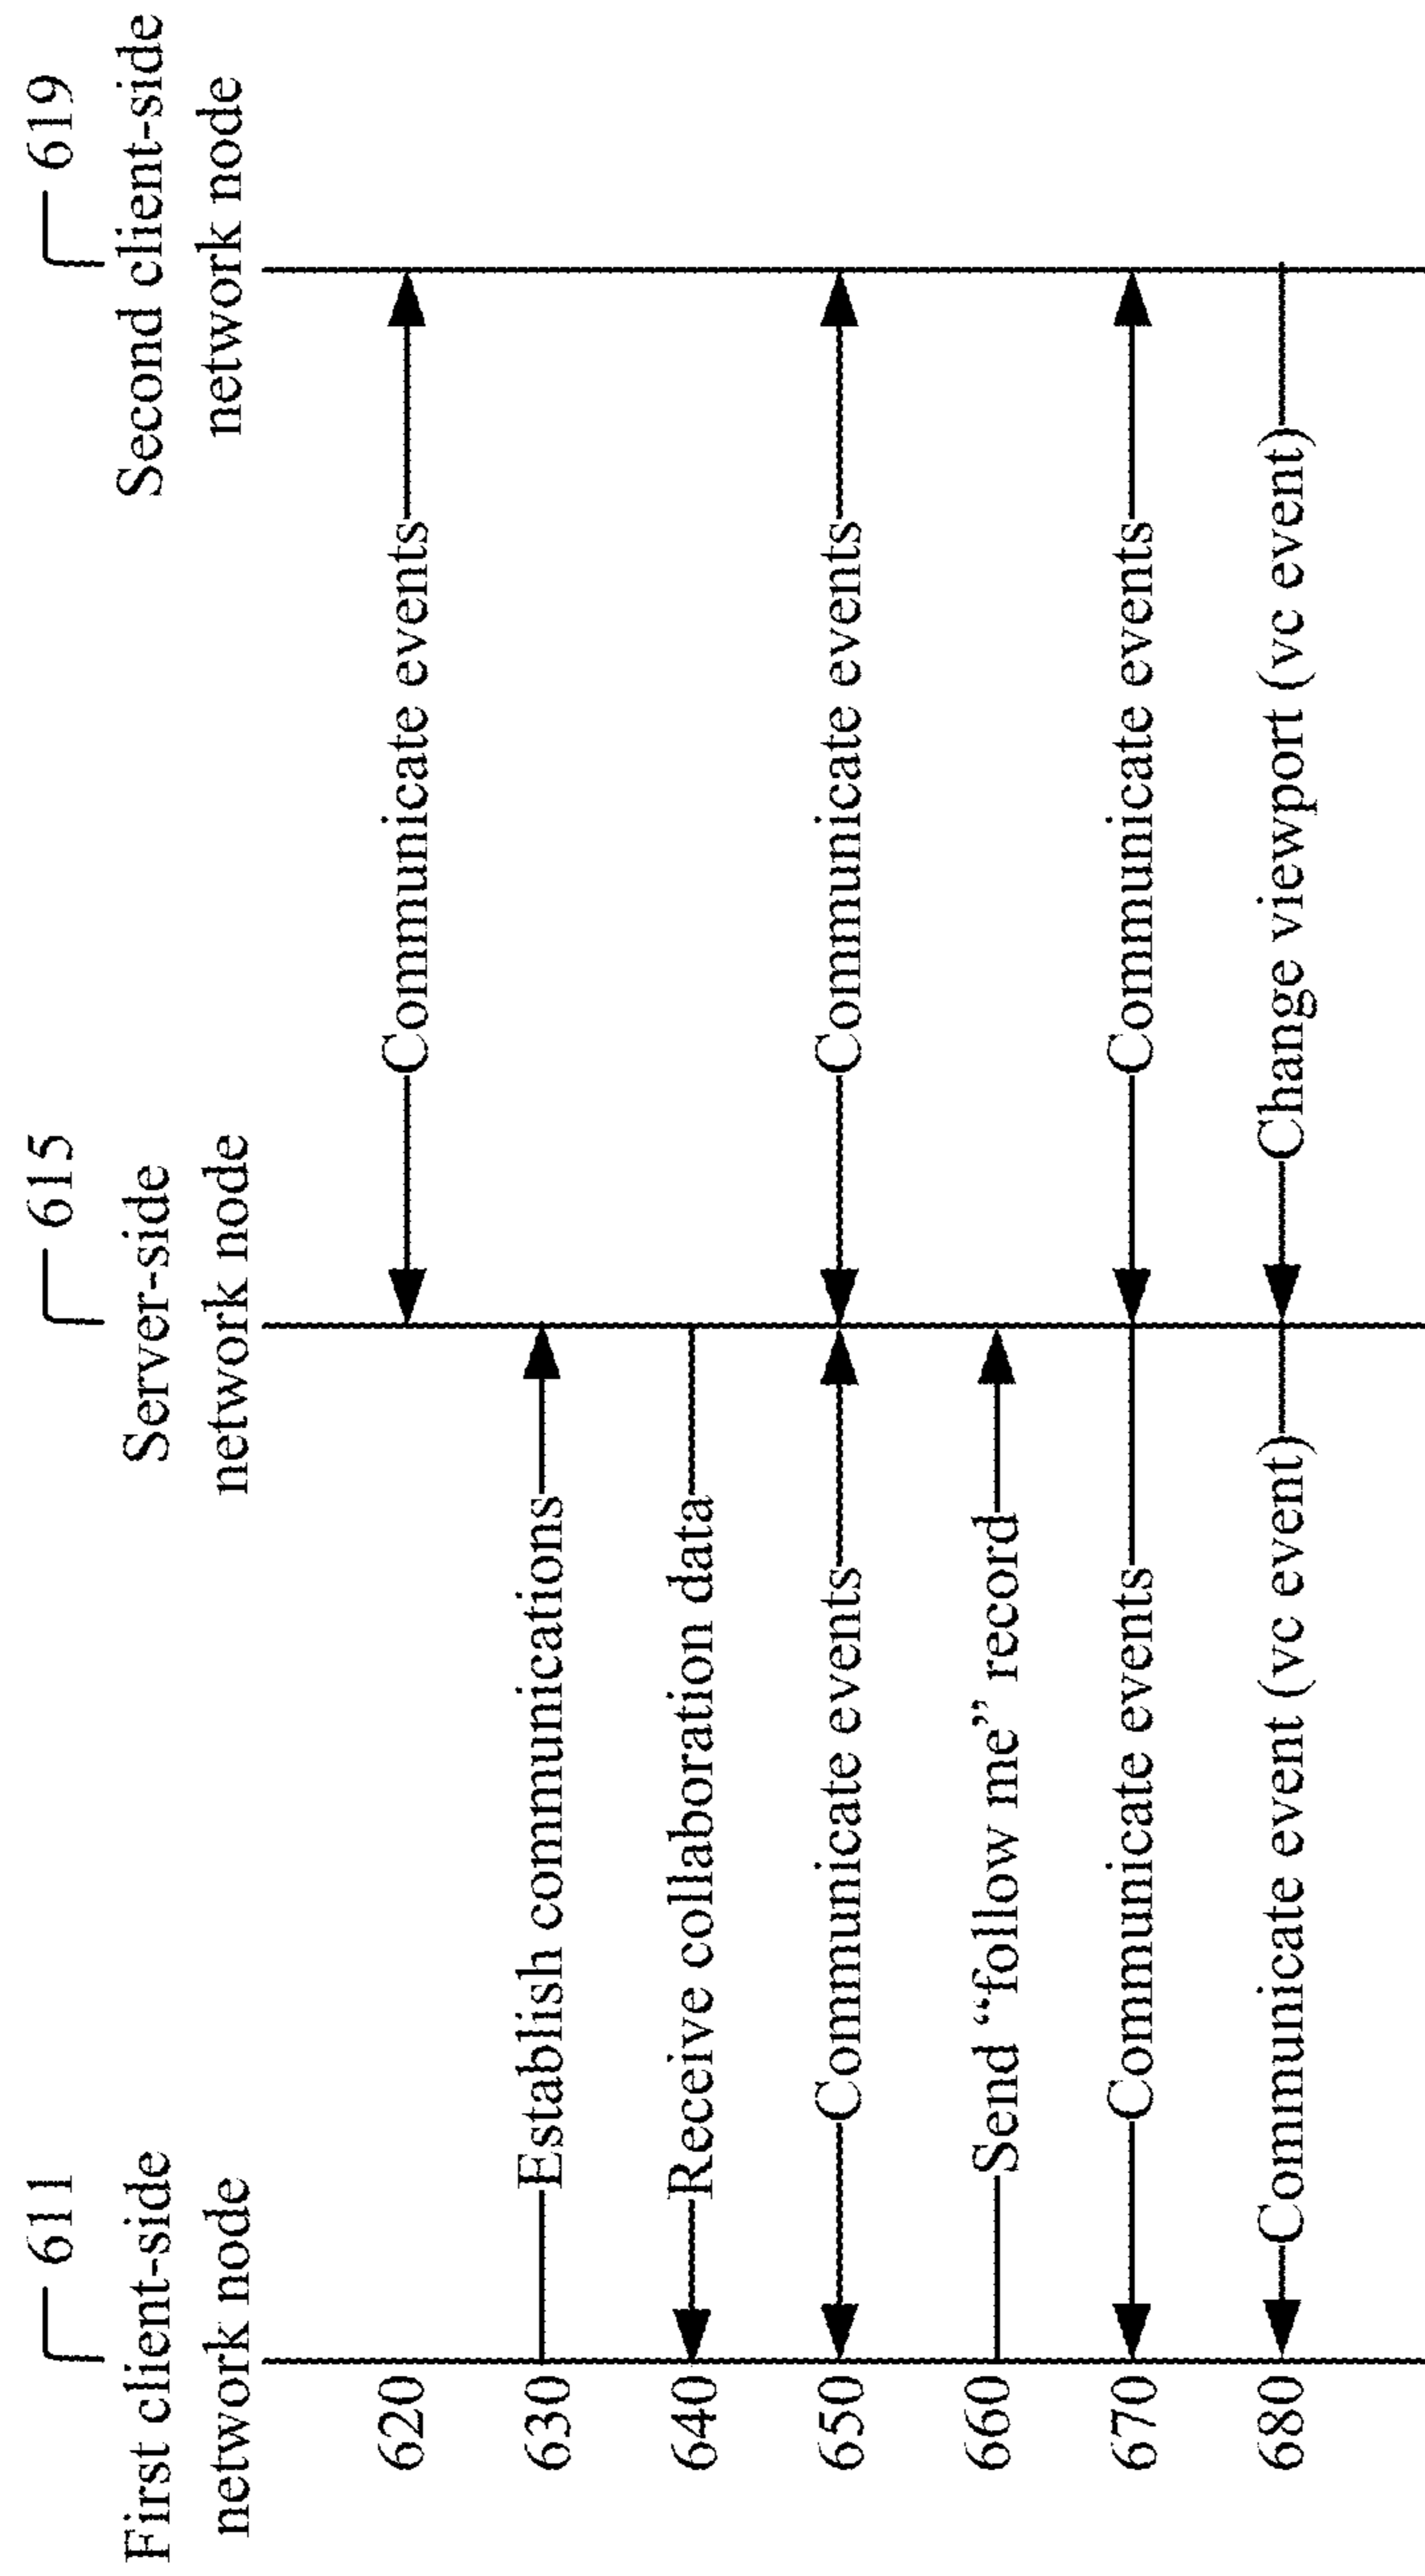 611
First client-side
network node
615
Server-side
network node
619
Second client-side
network node
620
Communicate events
630
Establish communications
640
Receive collaboration data
650
Communicate events
Communicate events
660
Send “follow me” record
670
Communicate events
Communicate events
680
Communicate event (vc event)
Change viewport (vc event)